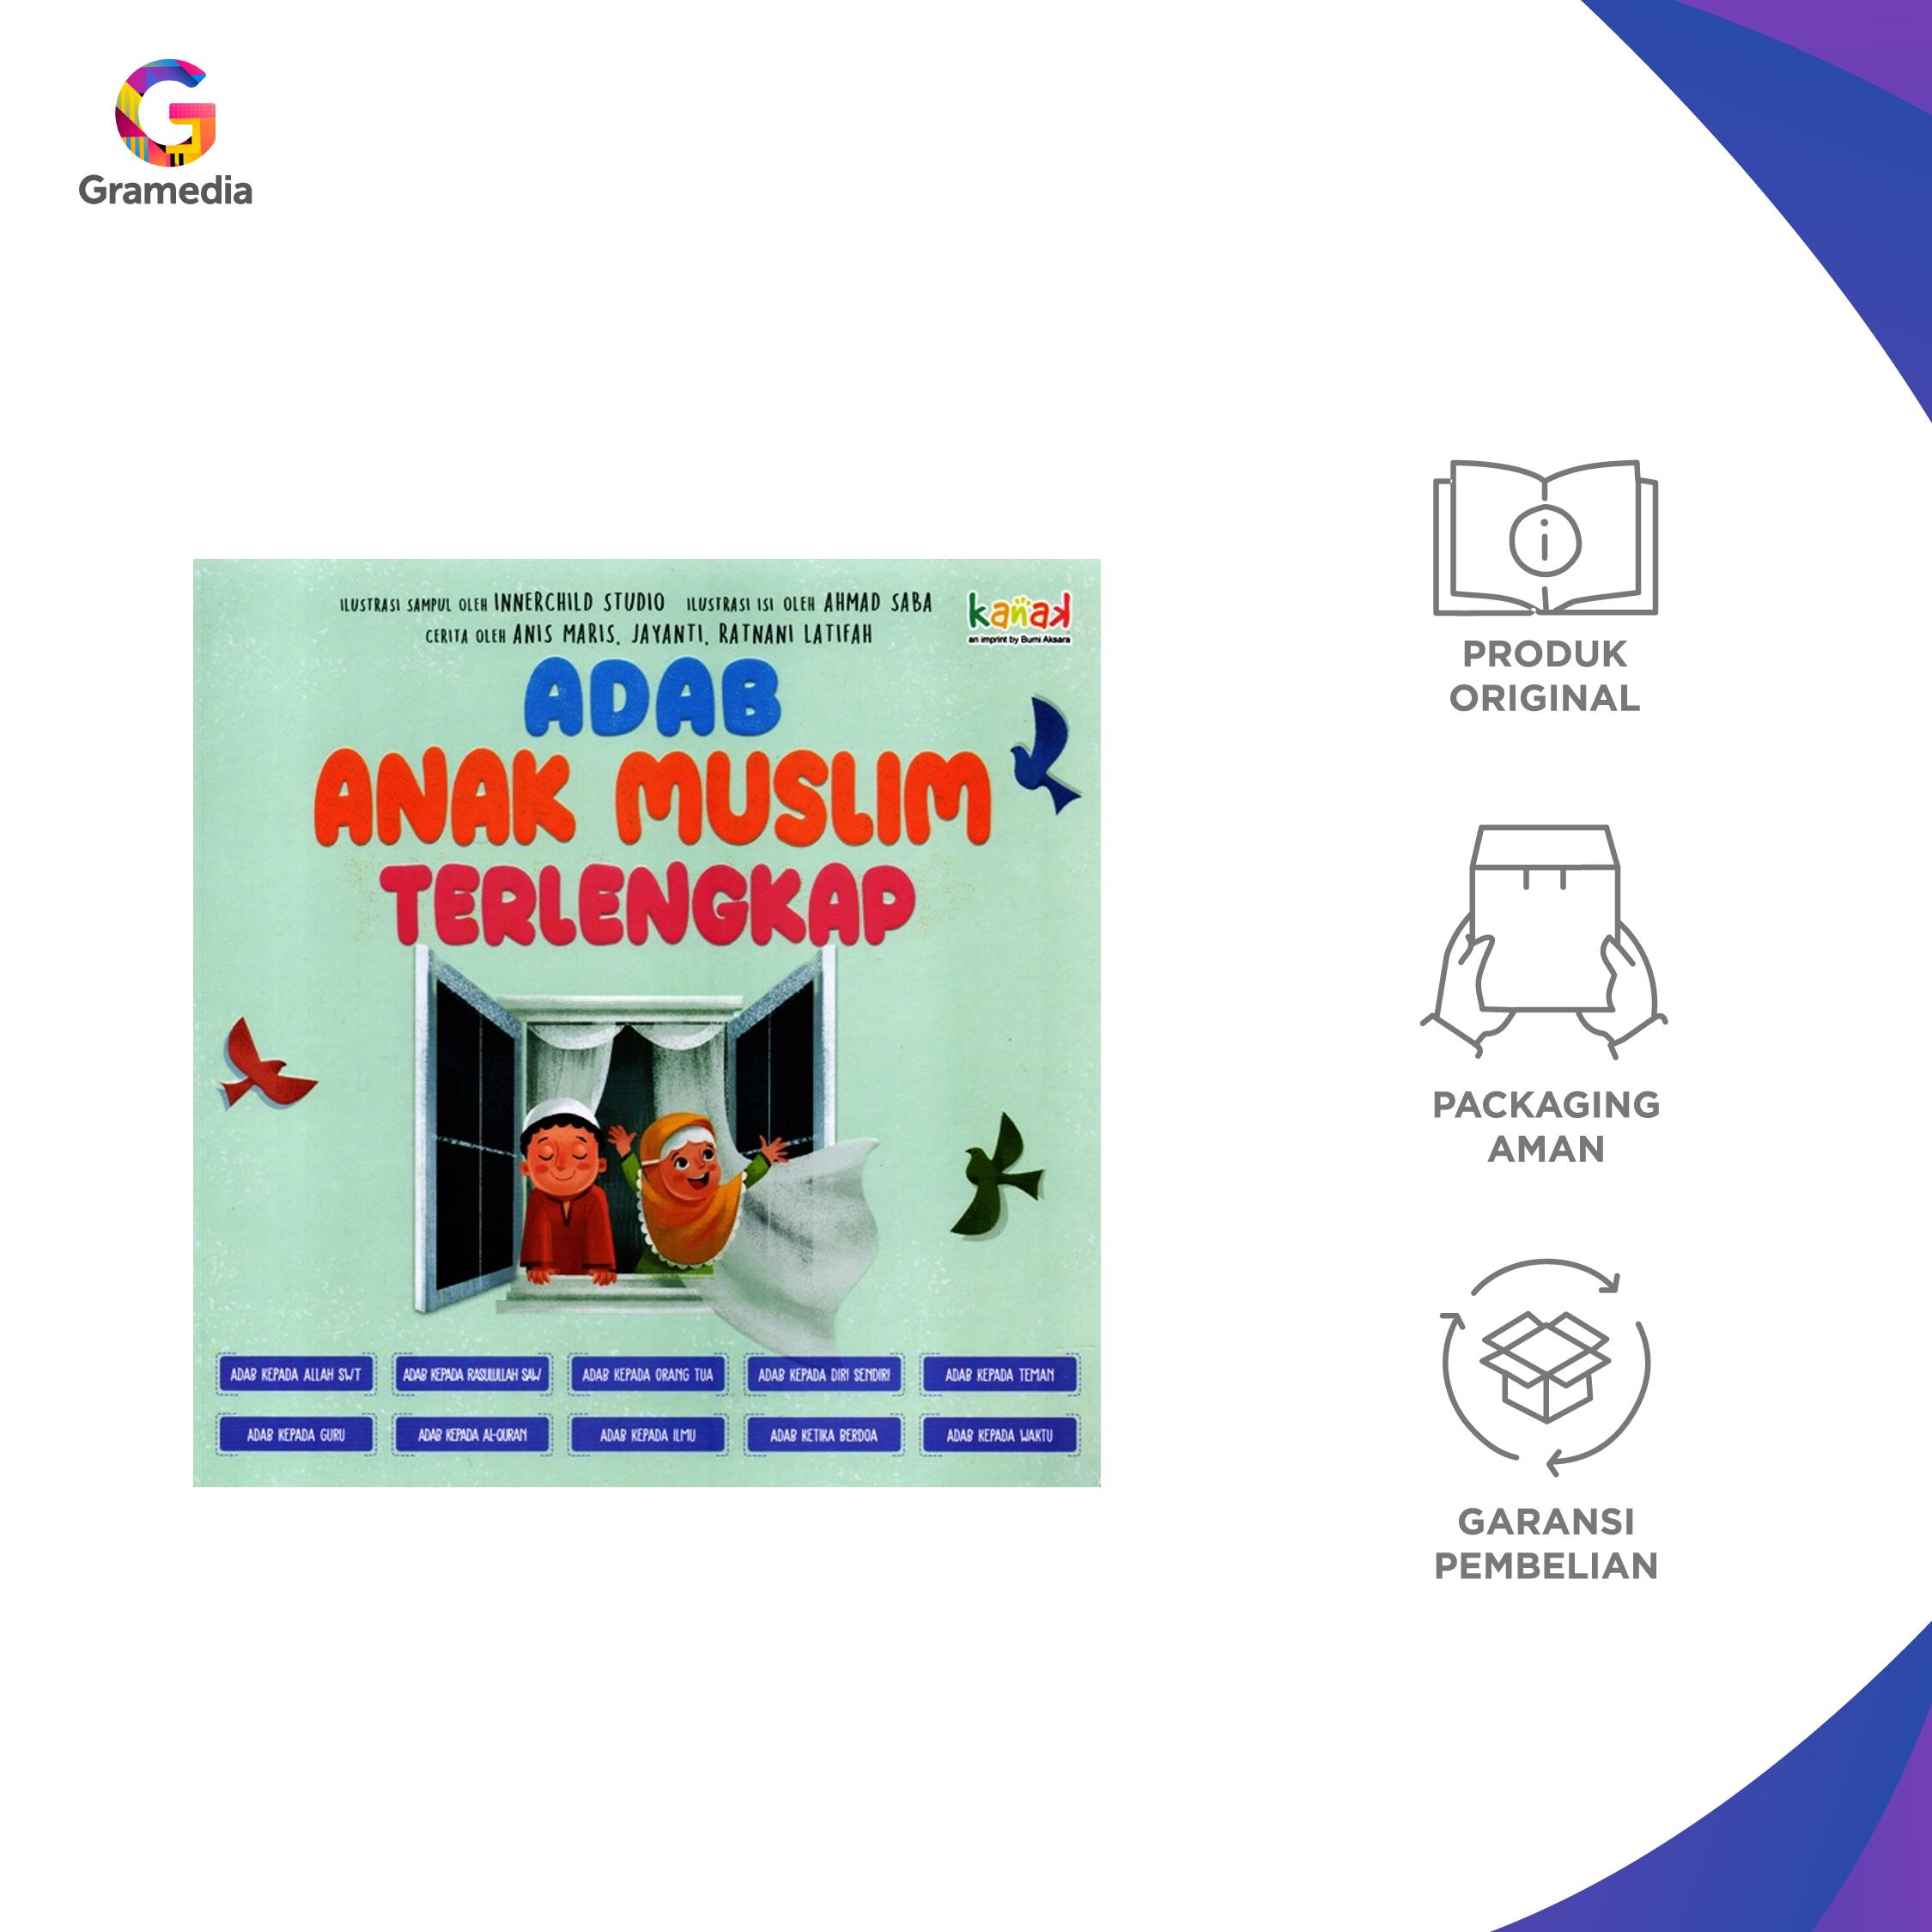 Gramedia
ILUSTRASI SAMPUL OLEH INNERCHILD STUDIO ILUSTRASI ISI OLEH AHMAD SABA
CERITA OLEH ANIS MARIS, JAYANTI, RATNANI LATIFAH
kanak
an imprint by Bumi Aksara
ADAB
ANAK MUSLIM
TERLENGKAP
ADAB KEPADA ALLAH SWT
ADAB KEPADA RASULULLAH SAW
ADAB KEPADA ORANG TUA
ADAB KEPADA DIRI SENDIRI
ADAB KEPADA TEMAN
ADAB KEPADA GURU
ADAB KEPADA AL-QURAN
ADAB KEPADA ILMU
ADAB KETIKA BERDOA
ADAB KEPADA WAKTU
PRODUK
ORIGINAL
PACKAGING
AMAN
GARANSI
PEMBELIAN